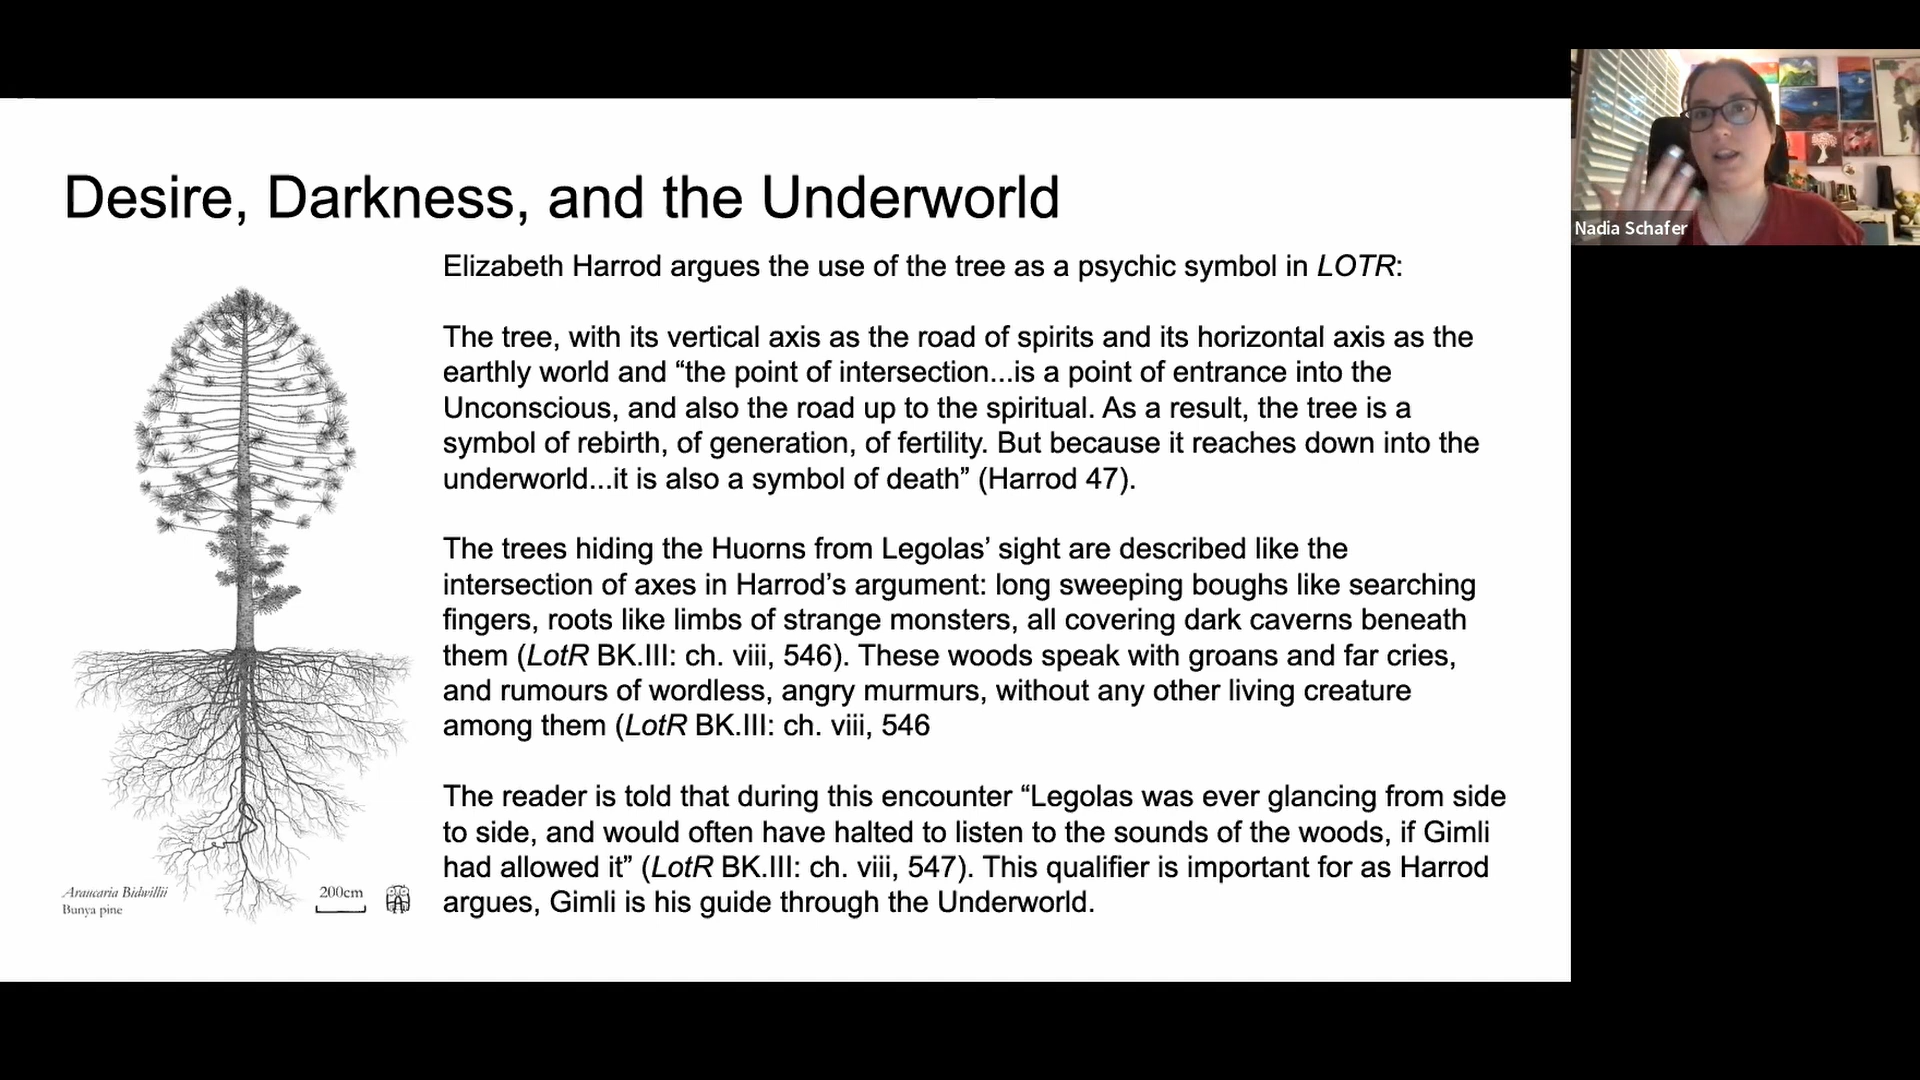 Desire, Darkness, and the Underworld
Elizabeth Harrod argues the use of the tree as a psychic symbol in LOTR:
The tree, with its vertical axis as the road of spirits and its horizontal axis as the
earthly world and “the point of intersection...is a point of entrance into the
Unconscious, and also the road up to the spiritual. As a result, the tree is a
symbol of rebirth, of generation, of fertility. But because it reaches down into the
underworld...it is also a symbol of death” (Harrod 47).
The trees hiding the Huorns from Legolas’ sight are described like the
intersection of axes in Harrod’s argument: long sweeping boughs like searching
fingers, roots like limbs of strange monsters, all covering dark caverns beneath
them (LotR BK.III: ch. viii, 546). These woods speak with groans and far cries,
and rumours of wordless, angry murmurs, without any other living creature
among them (LotR BK.III: ch. viii, 546
The reader is told that during this encounter “Legolas was ever glancing from side
to side, and would often have halted to listen to the sounds of the woods, if Gimli
had allowed it” (LotR BK.III: ch. viii, 547). This qualifier is important for as Harrod
argues, Gimli is his guide through the Underworld.
Araucaria Bidwillii
Bunya pine
200cm
Nadia Schafer